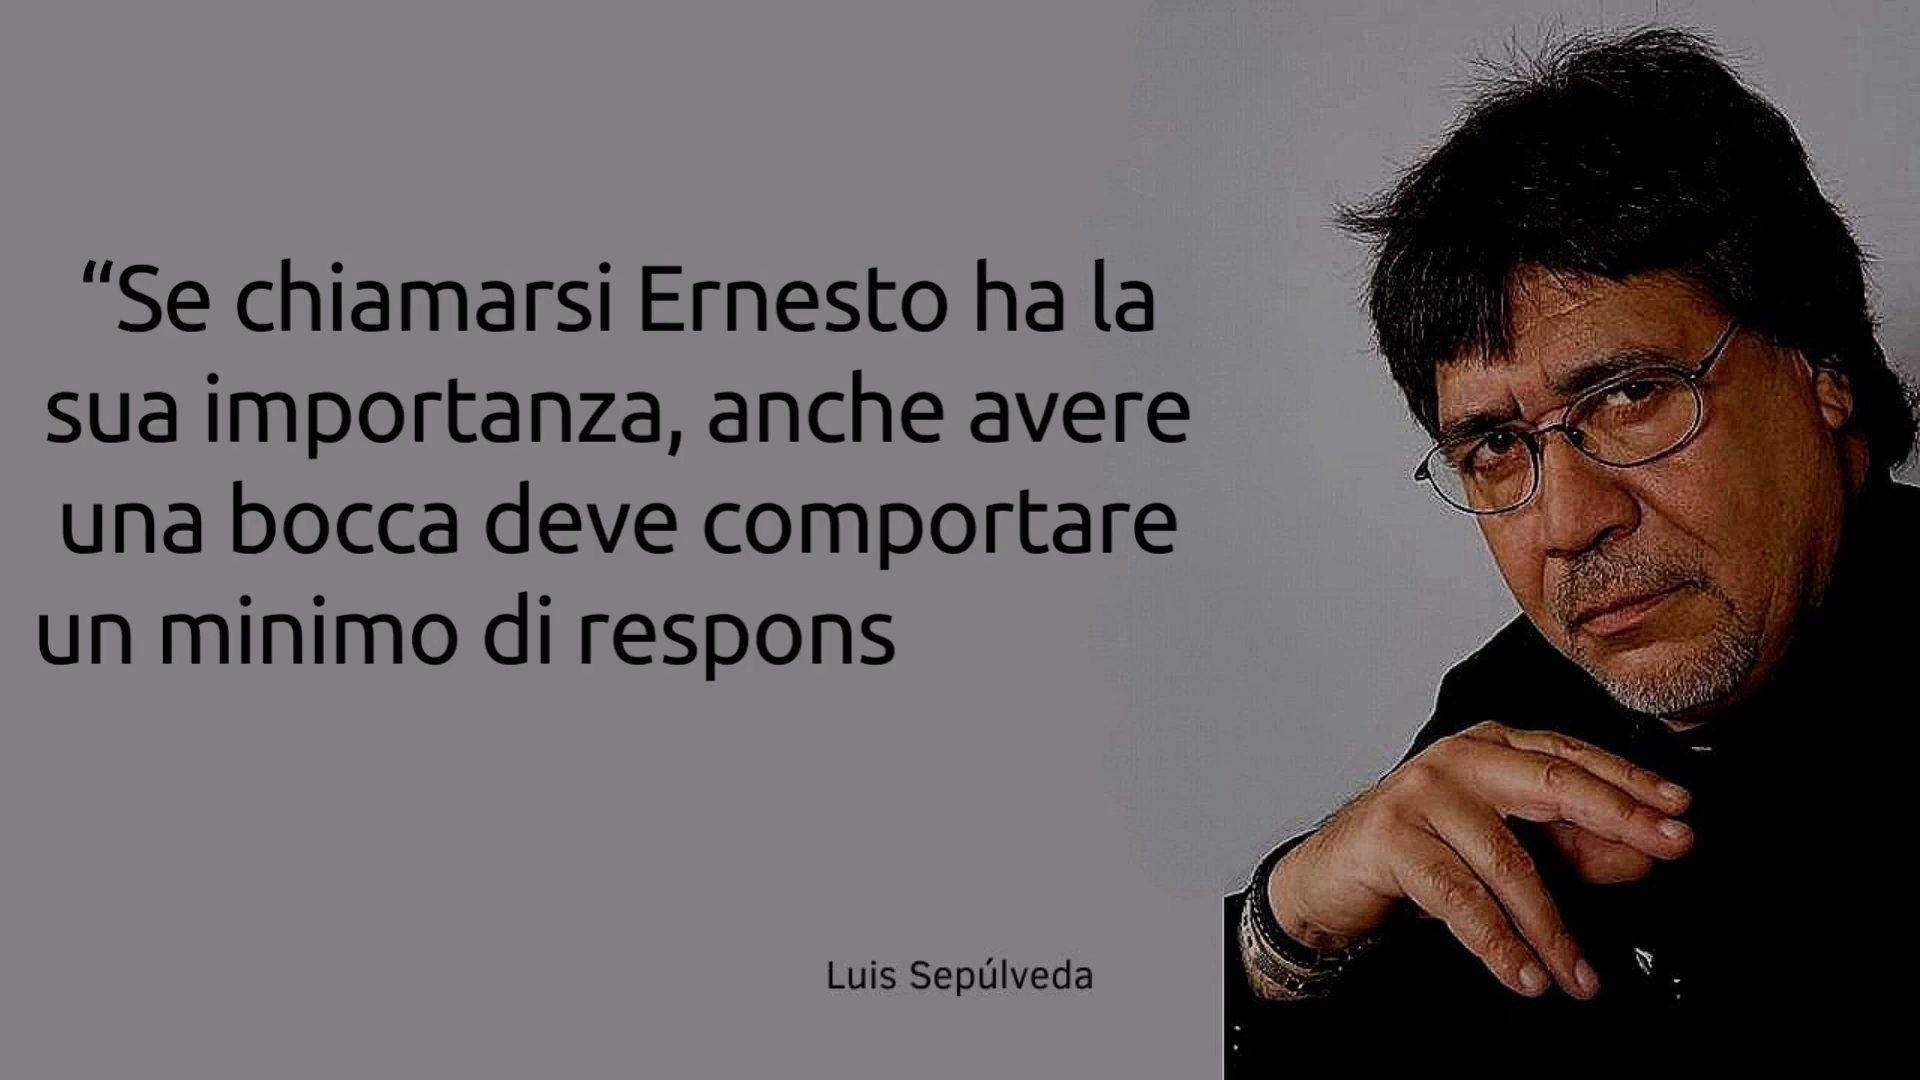 “Se chiamarsi Ernesto ha la
sua importanza, anche avere
una bocca deve comportare
un minimo di respons
Luis Sepúlveda